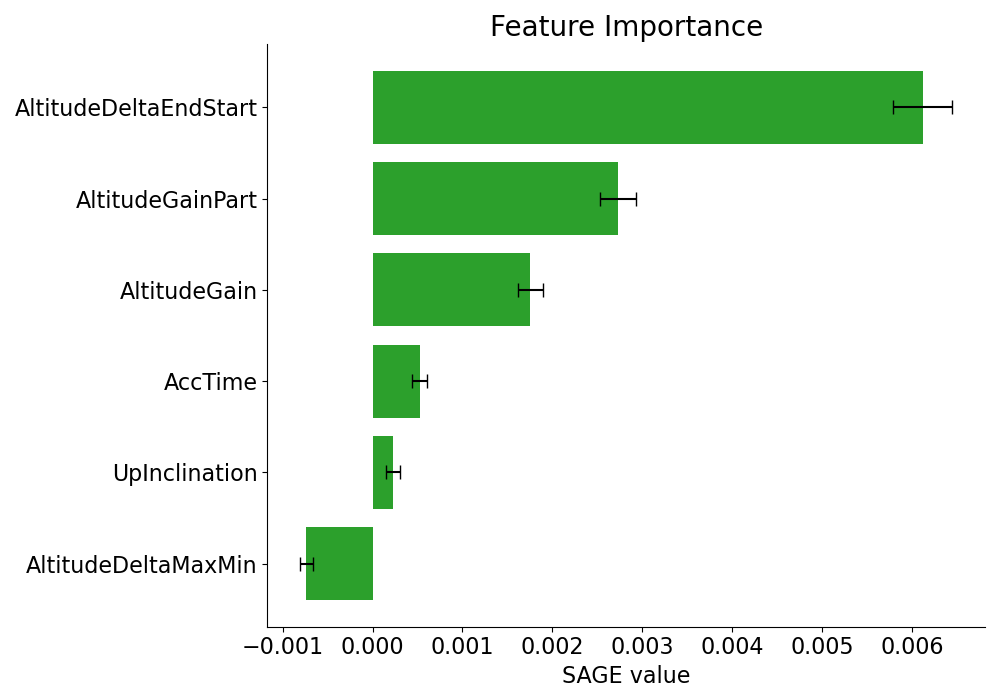 Feature Importance
AltitudeDeltaEndStart
AltitudeGainPart
AltitudeGain
AccTime
UpInclination
AltitudeDeltaMaxMin
−0.001 0.000 0.001 0.002 0.003 0.004 0.005 0.006
SAGE value